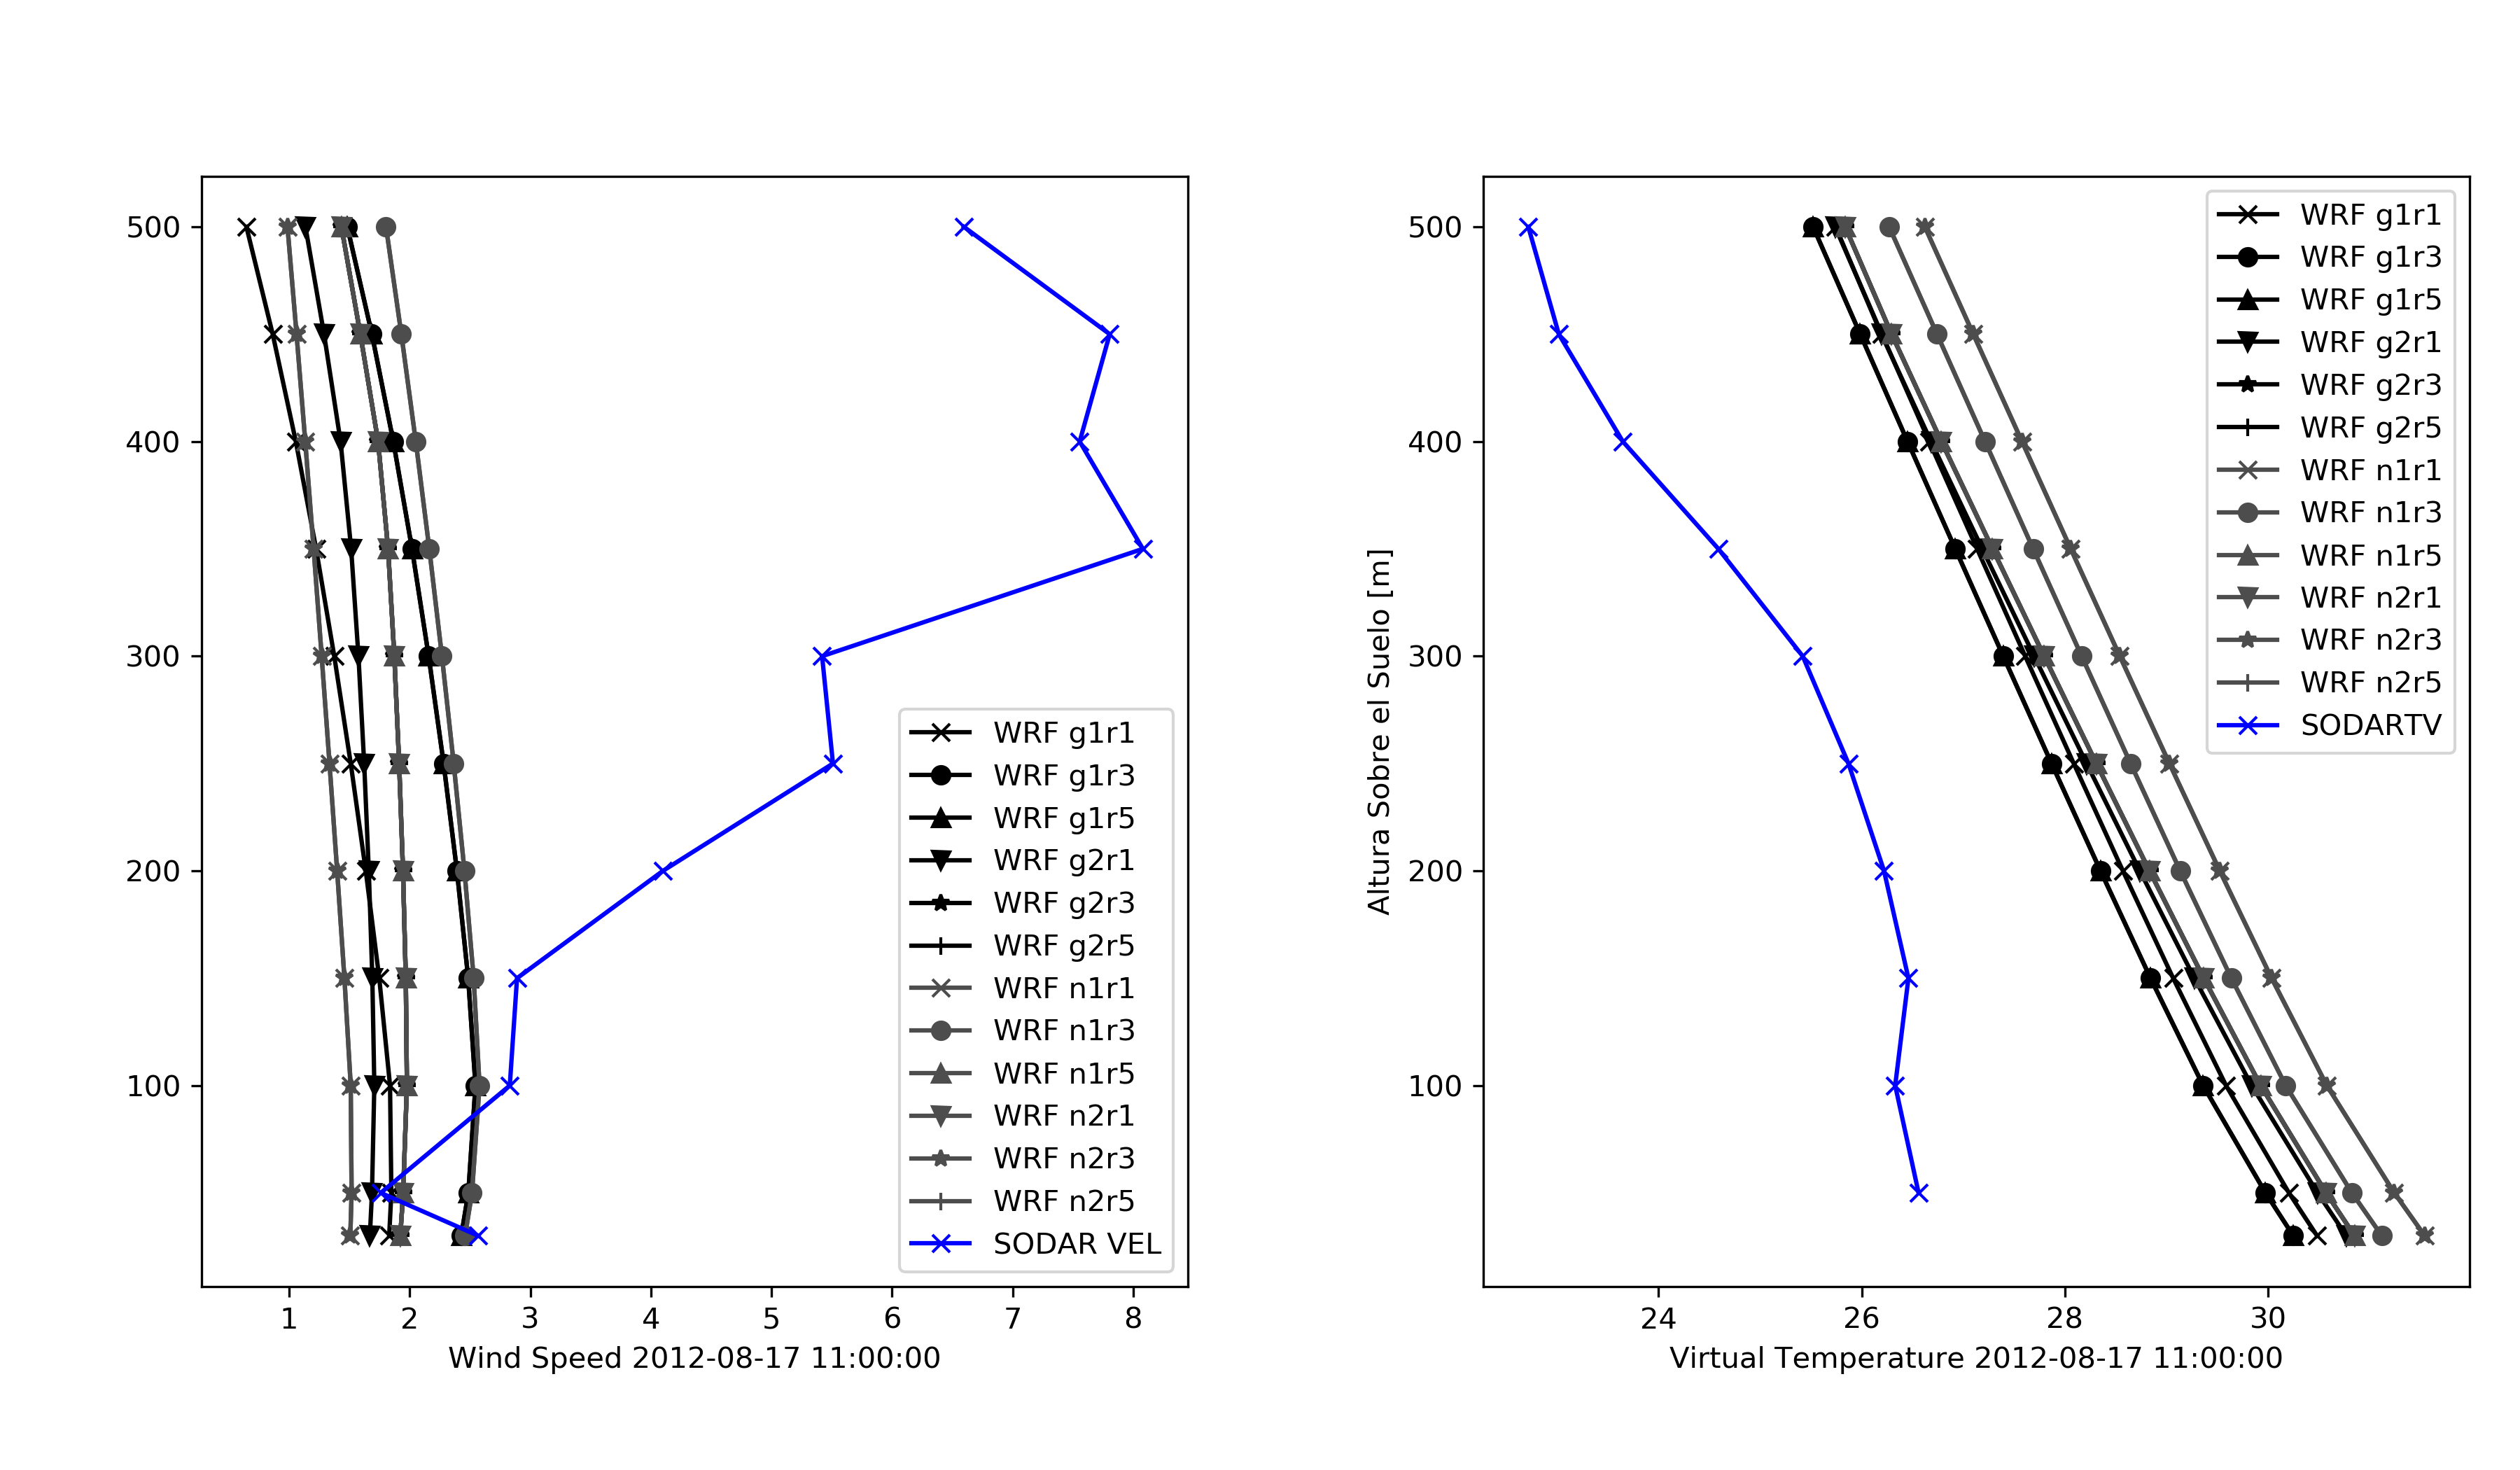 500
400
300
200
100
1 2 3 4 5 6 7 8
Wind Speed 2012-08-17 11:00:00
WRF g1r1
WRF g1r3
WRF g1r5
WRF g2r1
WRF g2r3
WRF g2r5
WRF n1r1
WRF n1r3
WRF n1r5
WRF n2r1
WRF n2r3
WRF n2r5
SODAR VEL
Altura Sobre el Suelo [m]
500
400
300
200
100
24 26 28 30
Virtual Temperature 2012-08-17 11:00:00
WRF g1r1
WRF g1r3
WRF g1r5
WRF g2r1
WRF g2r3
WRF g2r5
WRF n1r1
WRF n1r3
WRF n1r5
WRF n2r1
WRF n2r3
WRF n2r5
SODARTV